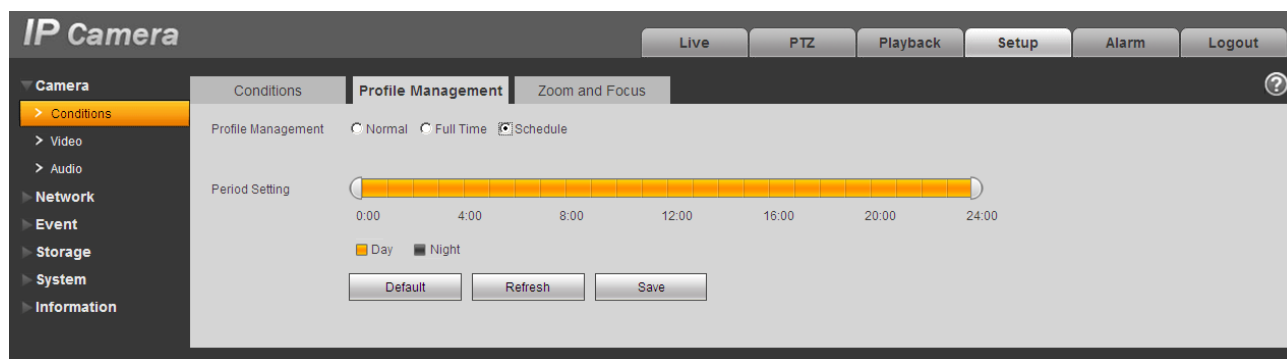 IP Camera
Live PTZ Playback Setup Alarm Logout
Camera
> Conditions
> Video
> Audio
Network
Event
Storage
System
Information
Conditions Profile Management Zoom and Focus
?
Profile Management Normal Full Time Schedule
Period Setting
0:00 4:00 8:00 12:00 16:00 20:00 24:00
Day Night
Default Refresh Save